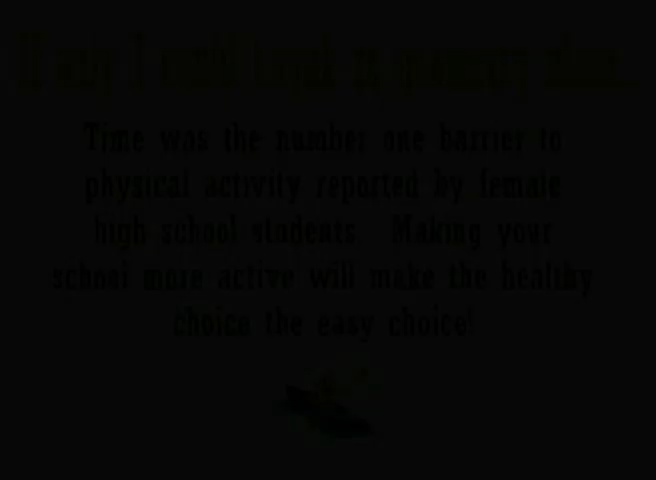 Time was the number one barrier to
physical activity reported by female
high school students. Making your
school more active will make the healthy
choice the easy choice!